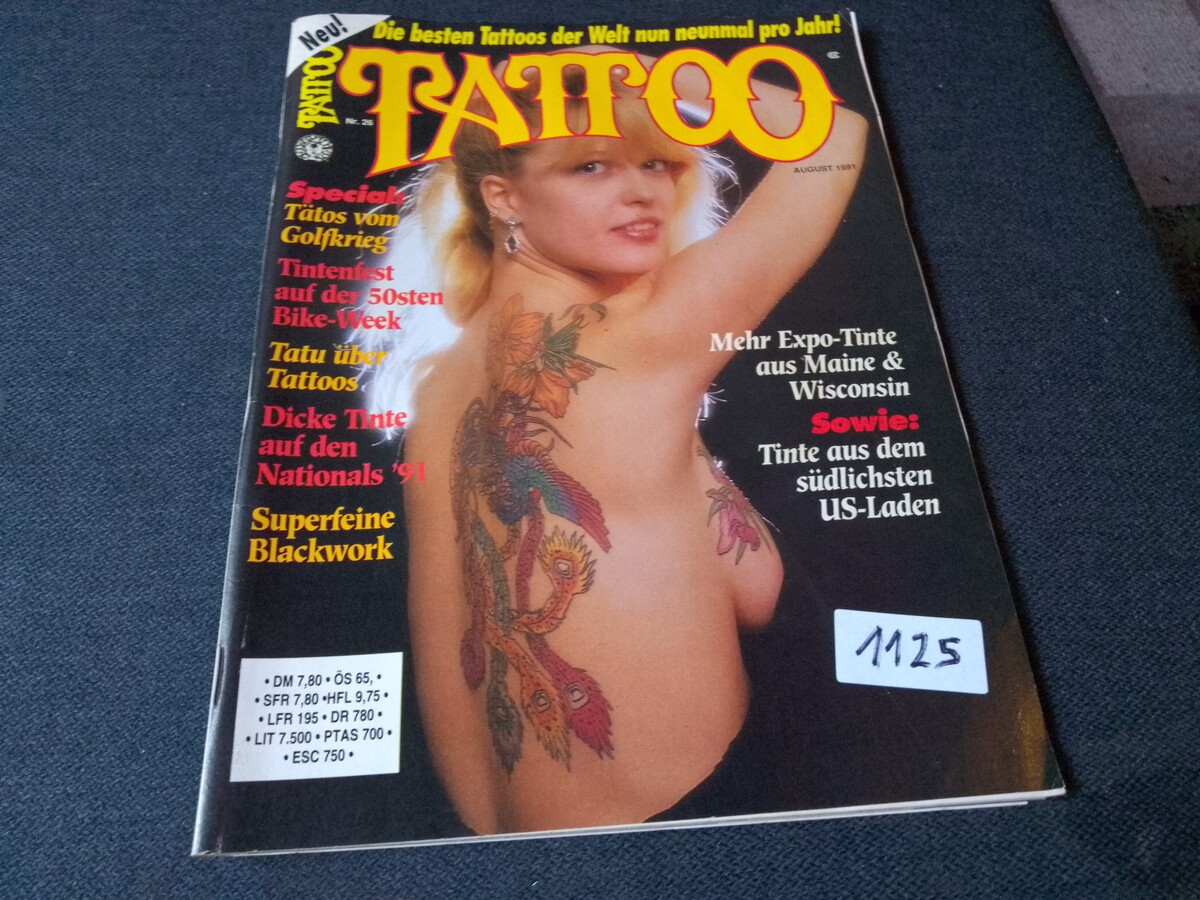 Neu!
Die besten Tattoos der Welt nun neunmal pro Jahr!
TATTOO
TATTOO
Nr. 26
AUGUST 1991
Special:
Tätos vom
Golfkrieg
Tintenfest
auf der 50sten
Bike-Week
Tatu über
Tattoos
Dicke Tinte
auf den
Nationals '91
Superfeine
Blackwork
Mehr Expo-Tinte
aus Maine &
Wisconsin
Sowie:
Tinte aus dem
südlichsten
US-Laden
1125
• DM 7,80 • ÖS 65, •
• SFR 7,80 •HFL 9,75 •
• LFR 195 • DR 780 •
• LIT 7.500 • PTAS 700 •
• ESC 750 •